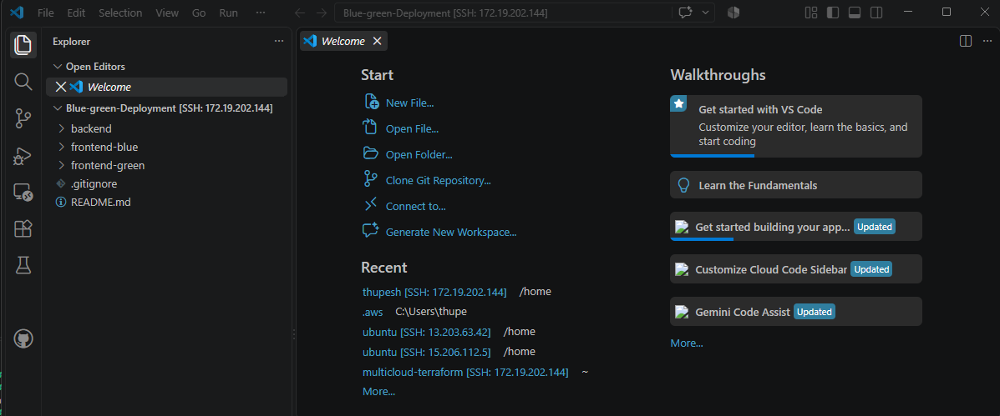 File Edit Selection View Go Run ···
Blue-green-Deployment [SSH: 172.19.202.144]
Explorer
Open Editors
Welcome
Blue-green-Deployment [SSH: 172.19.202.144]
backend
frontend-blue
frontend-green
.gitignore
README.md
Welcome
Start
New File...
Open File...
Open Folder...
Clone Git Repository...
Connect to...
Generate New Workspace...
Recent
thupesh [SSH: 172.19.202.144] /home
.aws C:\Users\thupe
ubuntu [SSH: 13.203.63.42] /home
ubuntu [SSH: 15.206.112.5] /home
multicloud-terraform [SSH: 172.19.202.144] ~
More...
Walkthroughs
Get started with VS Code
Customize your editor, learn the basics, and
start coding
Learn the Fundamentals
Get started building your app... Updated
Customize Cloud Code Sidebar Updated
Gemini Code Assist Updated
More...